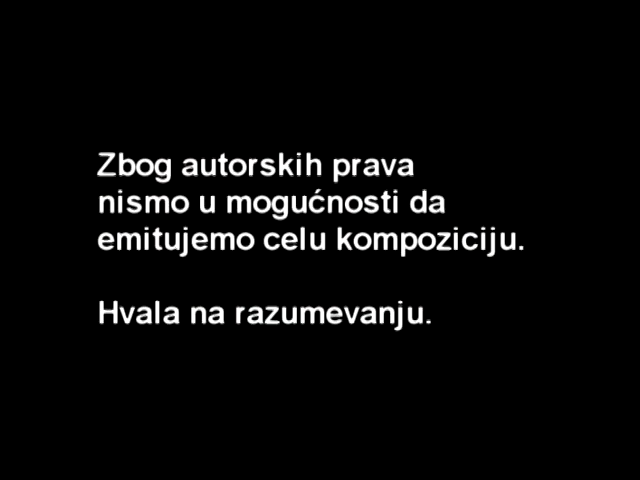 Zbog autorskih prava
nismo u mogućnosti da
emitujemo celu kompoziciju.
Hvala na razumevanju.